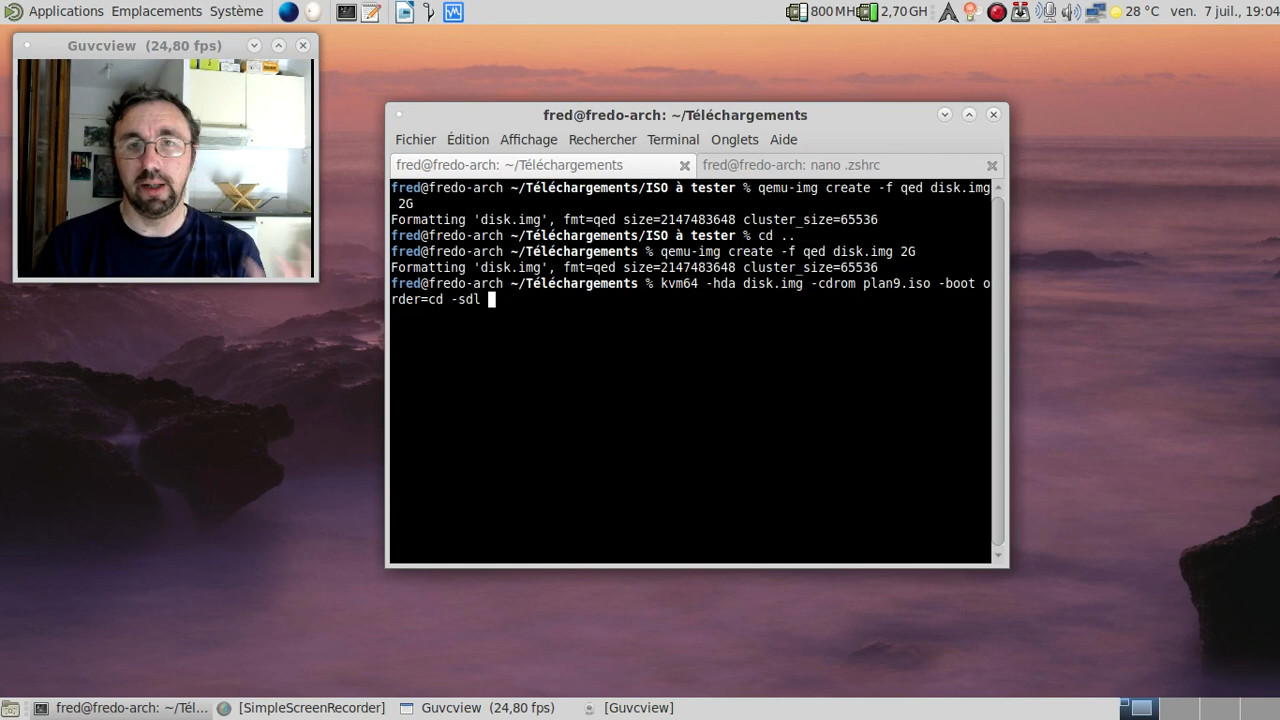 Applications Emplacements Système 800 MH 2,70 GH 28 °C ven. 7 juil., 19:04
Guvcview (24,80 fps)
fred@fredo-arch: ~/Téléchargements
Fichier Édition Affichage Rechercher Terminal Onglets Aide
fred@fredo-arch: ~/Téléchargements fred@fredo-arch: nano .zshrc
fred@fredo-arch ~/Téléchargements/ISO à tester % qemu-img create -f qed disk.img
2G
Formatting 'disk.img', fmt=qed size=2147483648 cluster_size=65536
fred@fredo-arch ~/Téléchargements/ISO à tester % cd ..
fred@fredo-arch ~/Téléchargements % qemu-img create -f qed disk.img 2G
Formatting 'disk.img', fmt=qed size=2147483648 cluster_size=65536
fred@fredo-arch ~/Téléchargements % kvm64 -hda disk.img -cdrom plan9.iso -boot o
rder=cd -sdl
fred@fredo-arch: ~/Tél... [SimpleScreenRecorder] Guvcview (24,80 fps) [Guvcview]